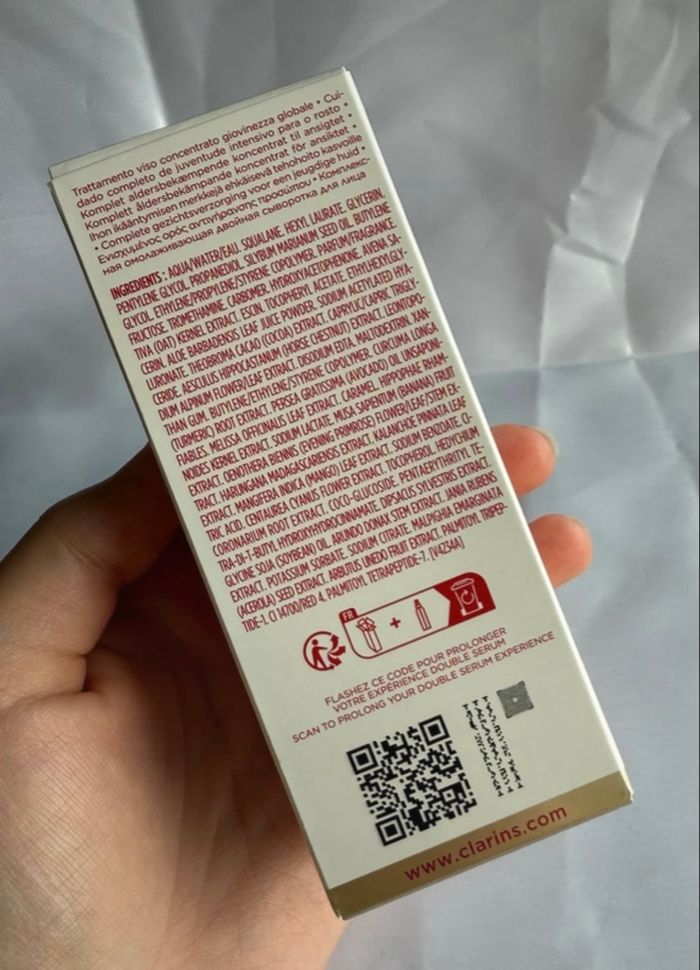 Trattamento viso concentrato giovinezza globale • Cui-
dado completo de juventude intensivo para o rosto •
Komplet aldersbekæmpende koncentrat til ansigtet •
Komplett åldersbekämpande koncentrat för ansiktet •
Ihon ikääntymisen merkkejä ehkäisevä tehohoito kasvoille
• Complete gezichtsverzorging voor een jeugdige huid •
Ενισχυμένος ορός αντιγήρανσης προσώπου • Комплекс-
ная омолаживающая двойная сыворотка для лица
INGREDIENTS : AQUA/WATER/EAU. SQUALANE. HEXYL LAURATE. GLYCERIN.
PENTYLENE GLYCOL. PROPANEDIOL. SILYBUM MARIANUM SEED OIL. BUTYLENE
GLYCOL. ETHYLENE/PROPYLENE/STYRENE COPOLYMER. PARFUM/FRAGRANCE.
FRUCTOSE. TROMETHAMINE. CARBOMER. HYDROXYACETOPHENONE. AVENA SA-
TIVA (OAT) KERNEL EXTRACT. ESCIN. TOCOPHERYL ACETATE. ETHYLHEXYLGLY-
CERIN. ALOE BARBADENSIS LEAF JUICE POWDER. SODIUM ACETYLATED HYA-
LURONATE. THEOBROMA CACAO (COCOA) EXTRACT. CAPRYLIC/CAPRIC TRIGLY-
CERIDE. AESCULUS HIPPOCASTANUM (HORSE CHESTNUT) EXTRACT. LEONTOPO-
DIUM ALPINUM FLOWER/LEAF EXTRACT. DISODIUM EDTA. MALTODEXTRIN. XAN-
THAN GUM. BUTYLENE/ETHYLENE/STYRENE COPOLYMER. CURCUMA LONGA
(TURMERIC) ROOT EXTRACT. PERSEA GRATISSIMA (AVOCADO) OIL UNSAPONI-
FIABLES. MELISSA OFFICINALIS LEAF EXTRACT. CARAMEL. HIPPOPHAE RHAM-
NOIDES KERNEL EXTRACT. SODIUM LACTATE. MUSA SAPIENTUM (BANANA) FRUIT
EXTRACT. OENOTHERA BIENNIS (EVENING PRIMROSE) FLOWER/LEAF/STEM EX-
TRACT. HARUNGANA MADAGASCARIENSIS EXTRACT. KALANCHOE PINNATA LEAF
EXTRACT. MANGIFERA INDICA (MANGO) LEAF EXTRACT. SODIUM BENZOATE. CI-
TRIC ACID. CENTAUREA CYANUS FLOWER EXTRACT. TOCOPHEROL. HEDYCHIUM
CORONARIUM ROOT EXTRACT. COCO-GLUCOSIDE. PENTAERYTHRITYL TE-
TRA-DI-T-BUTYL HYDROXYHYDROCINNAMATE. DIPSACUS SYLVESTRIS EXTRACT.
GLYCINE SOJA (SOYBEAN) OIL. ARUNDO DONAX STEM EXTRACT. JANIA RUBENS
EXTRACT. POTASSIUM SORBATE. SODIUM CITRATE. MALPIGHIA EMARGINATA
(ACEROLA) SEED EXTRACT. ARBUTUS UNEDO FRUIT EXTRACT. PALMITOYL TRIPEP-
TIDE-1. CI 14700/RED 4. PALMITOYL TETRAPEPTIDE-7. [V4234A]
FR
+
FLASHEZ CE CODE POUR PROLONGER
VOTRE EXPÉRIENCE DOUBLE SERUM
SCAN TO PROLONG YOUR DOUBLE SERUM EXPERIENCE
www.clarins.com